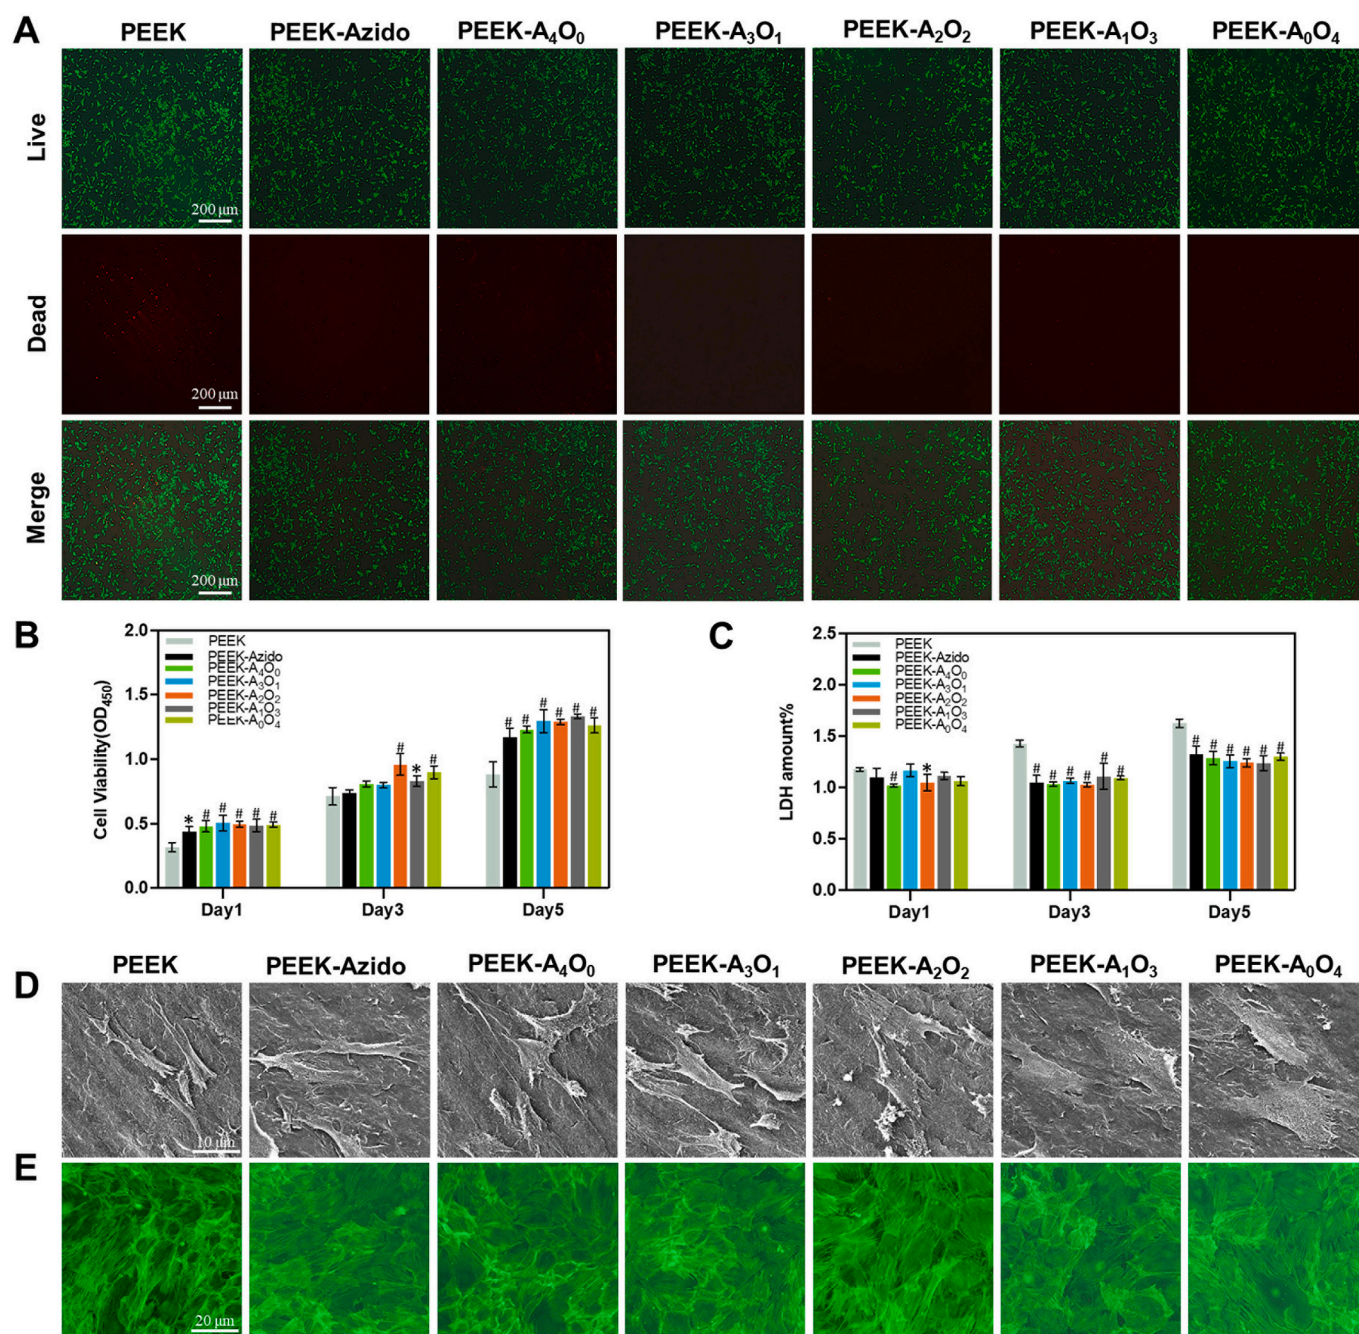 A
PEEK PEEK-Azido PEEK-A₄O₀ PEEK-A₃O₁ PEEK-A₂O₂ PEEK-A₁O₃ PEEK-A₀O₄
Live
200 μm
Dead
200 μm
Merge
200 μm
B
Cell Viability(OD₄₅₀)
2.0
1.5
1.0
0.5
0.0
PEEK
PEEK-Azido
PEEK-A₄O₀
PEEK-A₃O₁
PEEK-A₂O₂
PEEK-A₁O₃
PEEK-A₀O₄
* # # # # #
# * #
# # # # # #
Day1 Day3 Day5
C
LDH amount%
2.5
2.0
1.5
1.0
0.5
0.0
PEEK
PEEK-Azido
PEEK-A₄O₀
PEEK-A₃O₁
PEEK-A₂O₂
PEEK-A₁O₃
PEEK-A₀O₄
# *
# # # # # #
# # # # # #
Day1 Day3 Day5
D
PEEK PEEK-Azido PEEK-A₄O₀ PEEK-A₃O₁ PEEK-A₂O₂ PEEK-A₁O₃ PEEK-A₀O₄
10 μm
E
20 μm